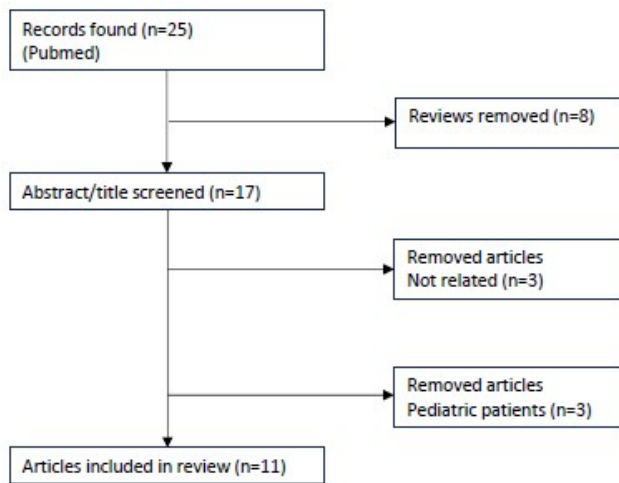 Records found (n=25)
(Pubmed)
Reviews removed (n=8)
Abstract/title screened (n=17)
Removed articles
Not related (n=3)
Removed articles
Pediatric patients (n=3)
Articles included in review (n=11)